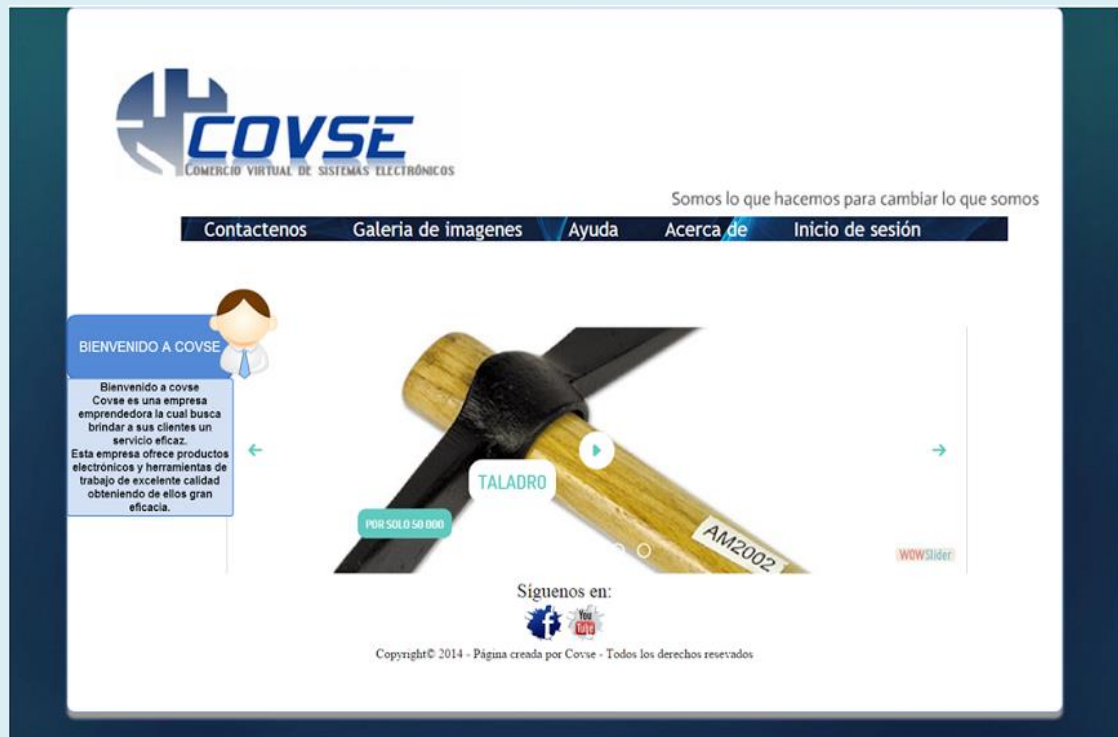 COVSE
COMERCIO VIRTUAL DE SISTEMAS ELECTRÓNICOS
Somos lo que hacemos para cambiar lo que somos
Contactenos Galeria de imagenes Ayuda Acerca de Inicio de sesión
BIENVENIDO A COVSE
Bienvenido a covse
Covse es una empresa
emprendedora la cual busca
brindar a sus clientes un
servicio eficaz.
Esta empresa ofrece productos
electrónicos y herramientas de
trabajo de excelente calidad
obteniendo de ellos gran
eficacia.
TALADRO
POR SOLO 50 000
AM2002
WOWSlider
Síguenos en:
f You Tube
Copyright© 2014 - Página creada por Covse - Todos los derechos resevados